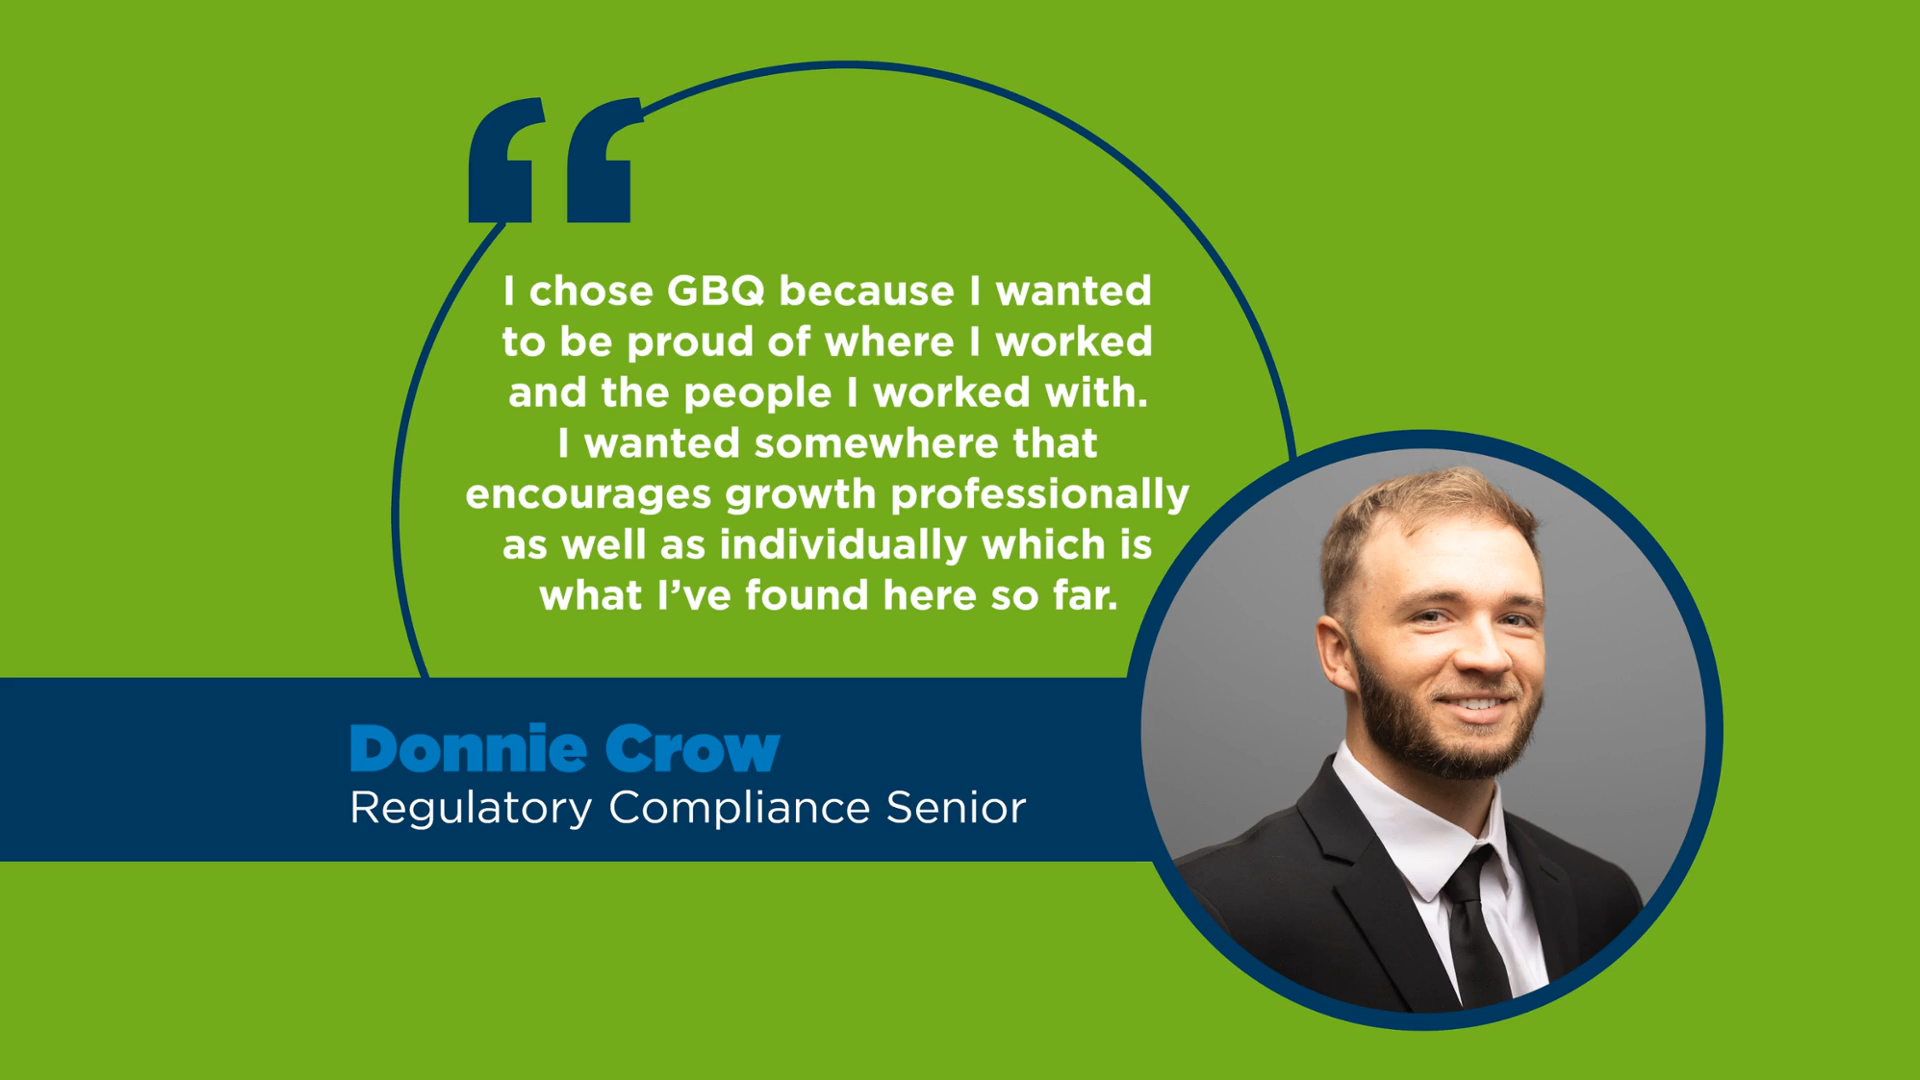 I chose GBQ because I wanted
to be proud of where I worked
and the people I worked with.
I wanted somewhere that
encourages growth professionally
as well as individually which is
what I’ve found here so far.
Donnie Crow
Regulatory Compliance Senior